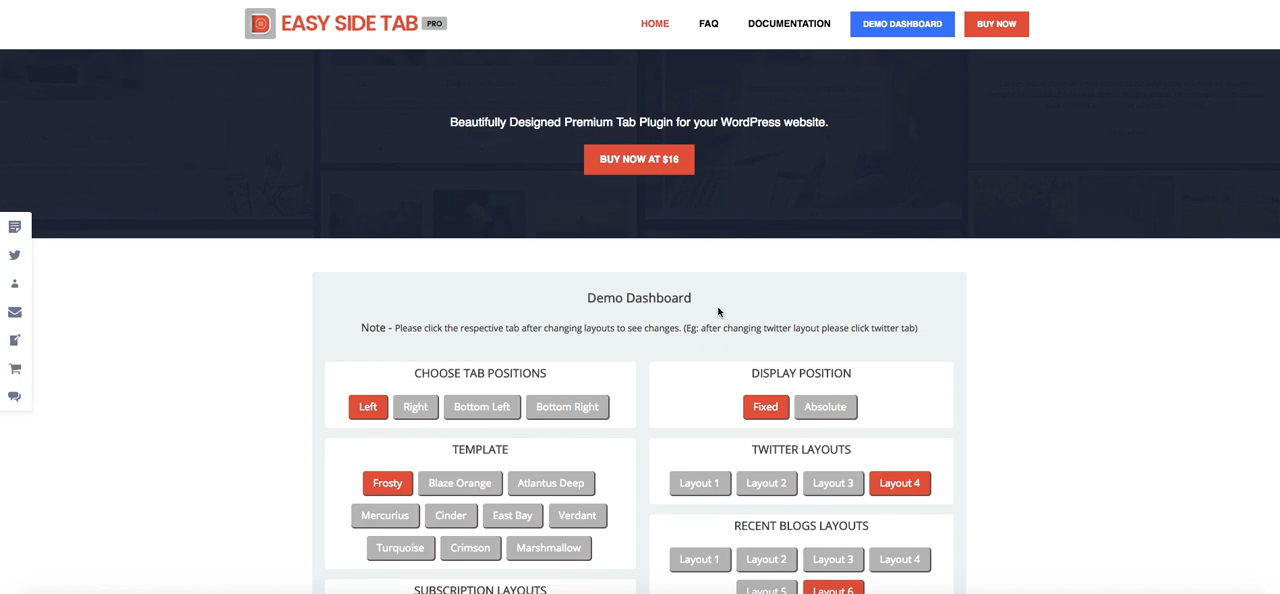 EASY SIDE TAB PRO
HOME FAQ DOCUMENTATION DEMO DASHBOARD BUY NOW
Beautifully Designed Premium Tab Plugin for your WordPress website.
BUY NOW AT $16
Demo Dashboard
Note - Please click the respective tab after changing layouts to see changes. (Eg: after changing twitter layout please click twitter tab)
CHOOSE TAB POSITIONS
Left Right Bottom Left Bottom Right
DISPLAY POSITION
Fixed Absolute
TEMPLATE
Frosty Blaze Orange Atlantus Deep
Mercurius Cinder East Bay Verdant
Turquoise Crimson Marshmallow
TWITTER LAYOUTS
Layout 1 Layout 2 Layout 3 Layout 4
RECENT BLOGS LAYOUTS
Layout 1 Layout 2 Layout 3 Layout 4
Layout 5 Layout 6
SUBSCRIPTION LAYOUTS